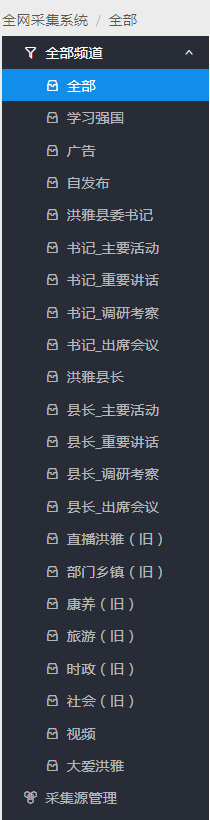 全网采集系统 / 全部
全部频道
全部
学习强国
广告
自发布
洪雅县委书记
书记_主要活动
书记_重要讲话
书记_调研考察
书记_出席会议
洪雅县长
县长_主要活动
县长_重要讲话
县长_调研考察
县长_出席会议
直播洪雅（旧）
部门乡镇（旧）
康养（旧）
旅游（旧）
时政（旧）
社会（旧）
视频
大爱洪雅
采集源管理